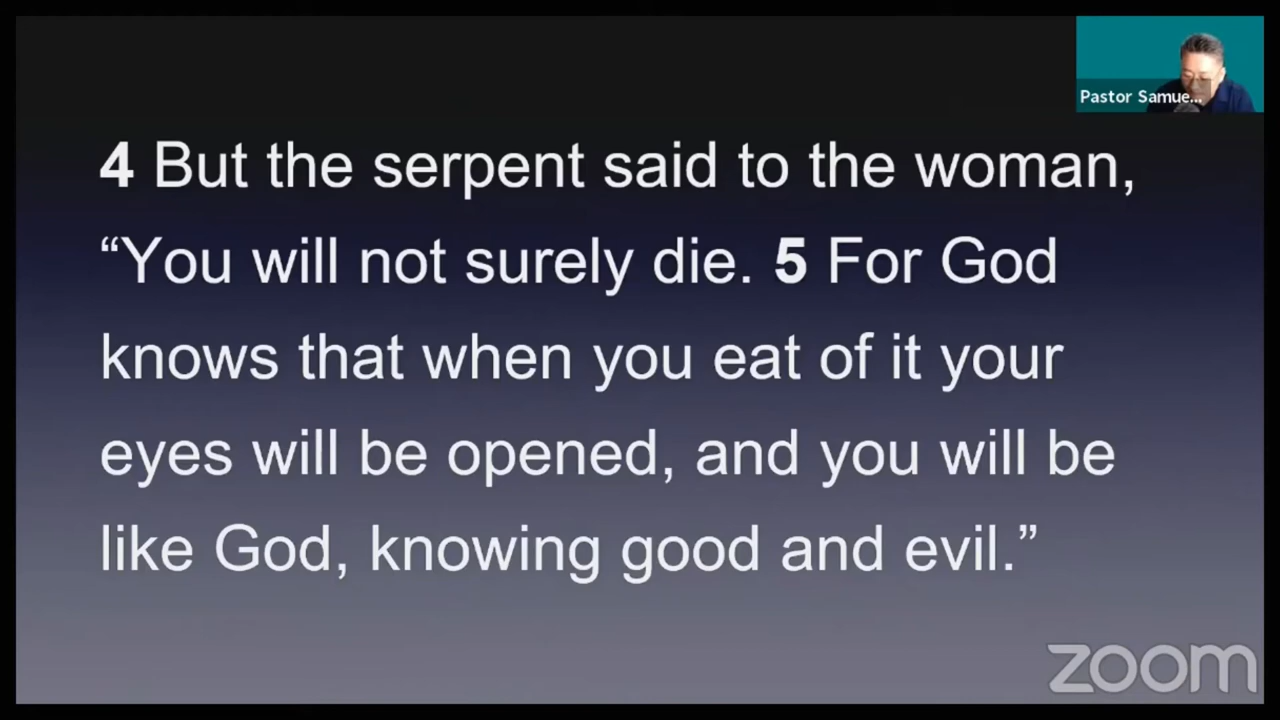 Pastor Samue...
4 But the serpent said to the woman,
“You will not surely die. 5 For God
knows that when you eat of it your
eyes will be opened, and you will be
like God, knowing good and evil.”
zoom